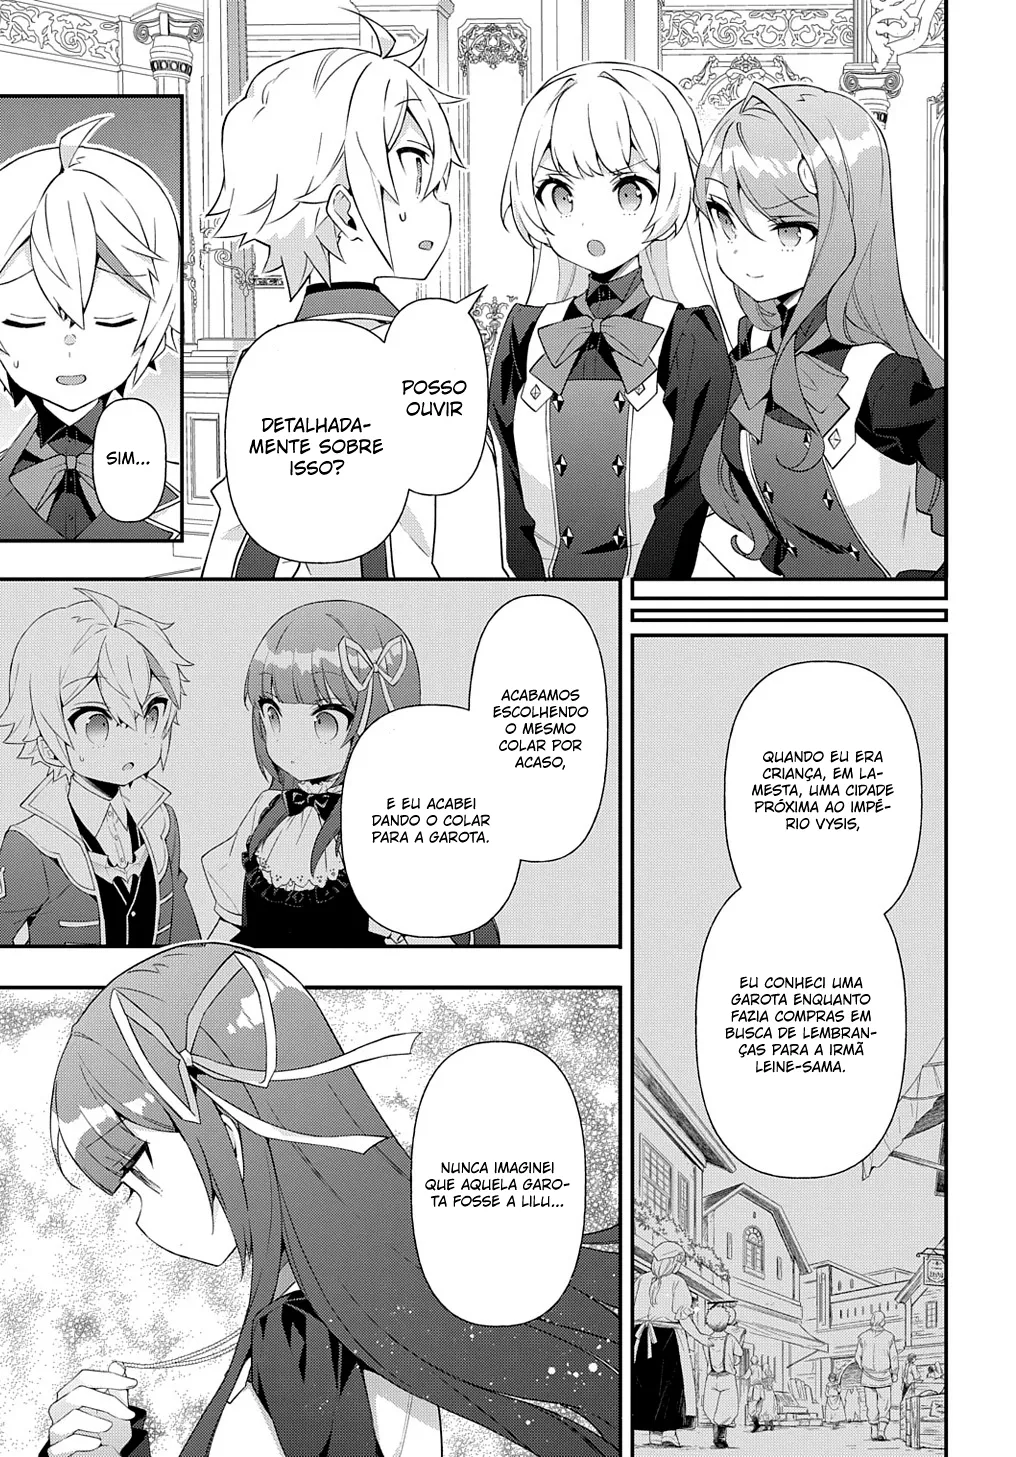 POSSO
OUVIR
DETALHADA-
MENTE SOBRE
ISSO?
SIM...
QUANDO EU ERA
CRIANÇA, EM LA-
MESTA, UMA CIDADE
PRÓXIMA AO IMPÉ-
RIO VYSIS,
EU CONHECI UMA
GAROTA ENQUANTO
FAZIA COMPRAS EM
BUSCA DE LEMBRAN-
ÇAS PARA A IRMÃ
LEINE-SAMA.
ACABAMOS
ESCOLHENDO
O MESMO
COLAR POR
ACASO,
E EU ACABEI
DANDO O COLAR
PARA A GAROTA.
NUNCA IMAGINEI
QUE AQUELA GARO-
TA FOSSE A LILU...